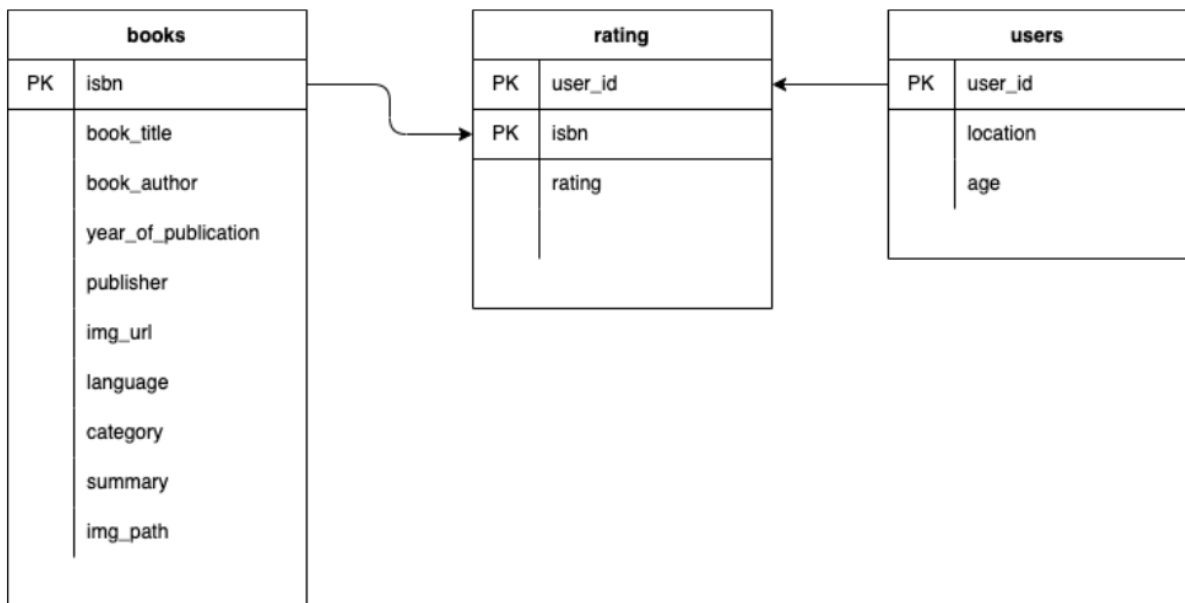 books
PK isbn
book_title
book_author
year_of_publication
publisher
img_url
language
category
summary
img_path
rating
PK user_id
PK isbn
rating
users
PK user_id
location
age